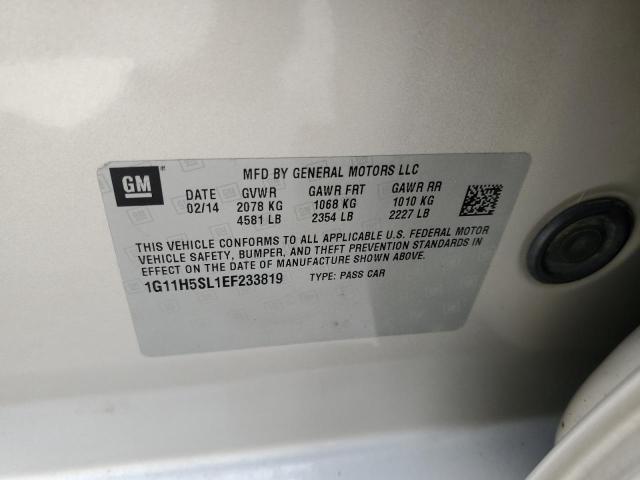 GM
MFD BY GENERAL MOTORS LLC
DATE GVWR GAWR FRT GAWR RR
02/14 2078 KG 1068 KG 1010 KG
4581 LB 2354 LB 2227 LB
THIS VEHICLE CONFORMS TO ALL APPLICABLE U.S. FEDERAL MOTOR
VEHICLE SAFETY, BUMPER, AND THEFT PREVENTION STANDARDS IN
EFFECT ON THE DATE OF MANUFACTURE SHOWN ABOVE.
1G11H5SL1EF233819 TYPE: PASS CAR